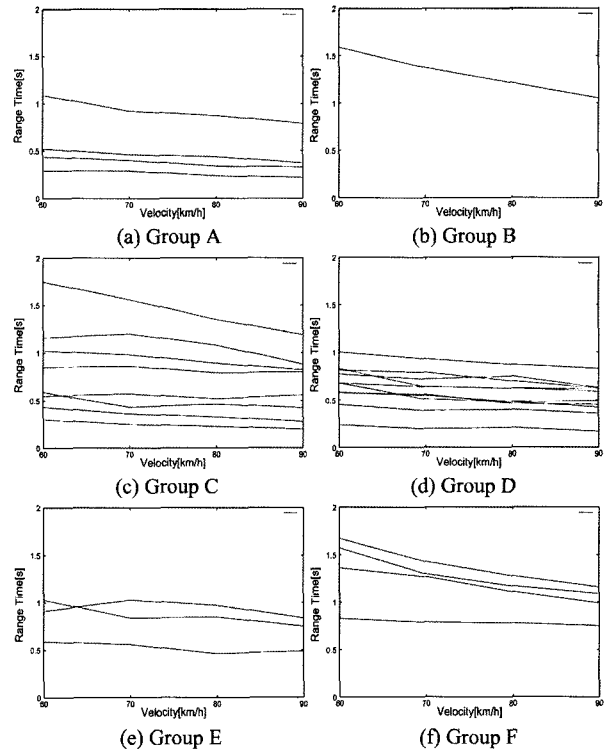 2
1.5
1
0.5
0
60 70 80 90
Range Time[s]
Velocity[km/h]
(a) Group A
2
1.5
1
0.5
0
60 70 80 90
Range Time[s]
Velocity[km/h]
(b) Group B
2
1.5
1
0.5
0
60 70 80 90
Range Time[s]
Velocity[km/h]
(c) Group C
2
1.5
1
0.5
0
60 70 80 90
Range Time[s]
Velocity[km/h]
(d) Group D
2
1.5
1
0.5
0
60 70 80 90
Range Time[s]
Velocity[km/h]
(e) Group E
2
1.5
1
0.5
0
60 70 80 90
Range Time[s]
Velocity[km/h]
(f) Group F